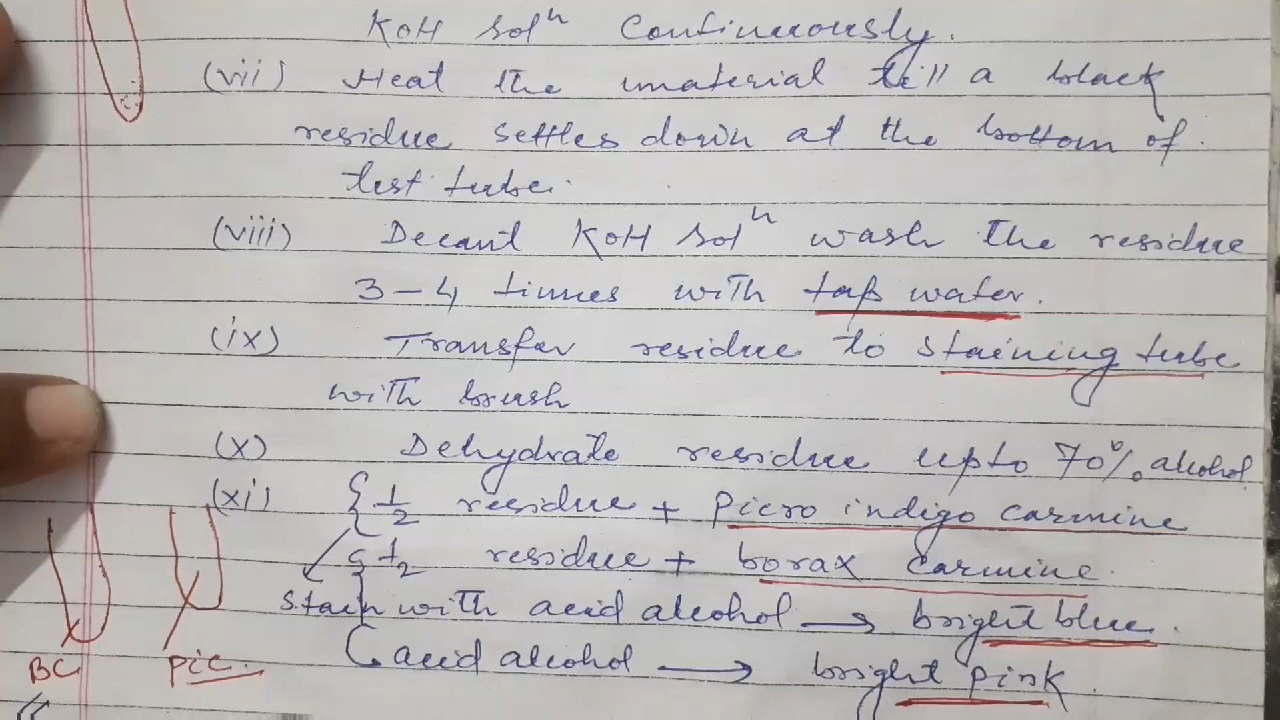 KOH solⁿ continuously.
(vii) Heat the material till a black
residue settles down at the bottom of
test tube.
(viii) Decant KOH solⁿ wash the residue
3-4 times with tap water.
(ix) Transfer residue to staining tube
with brush
(x) Dehydrate residue upto 70% alcohol
(xi) { 1/2 residue + Picro indigo carmine
{ 1/2 residue + borax carmine.
Stain with acid alcohol → bright blue.
acid alcohol → bright pink.
BC PIC.